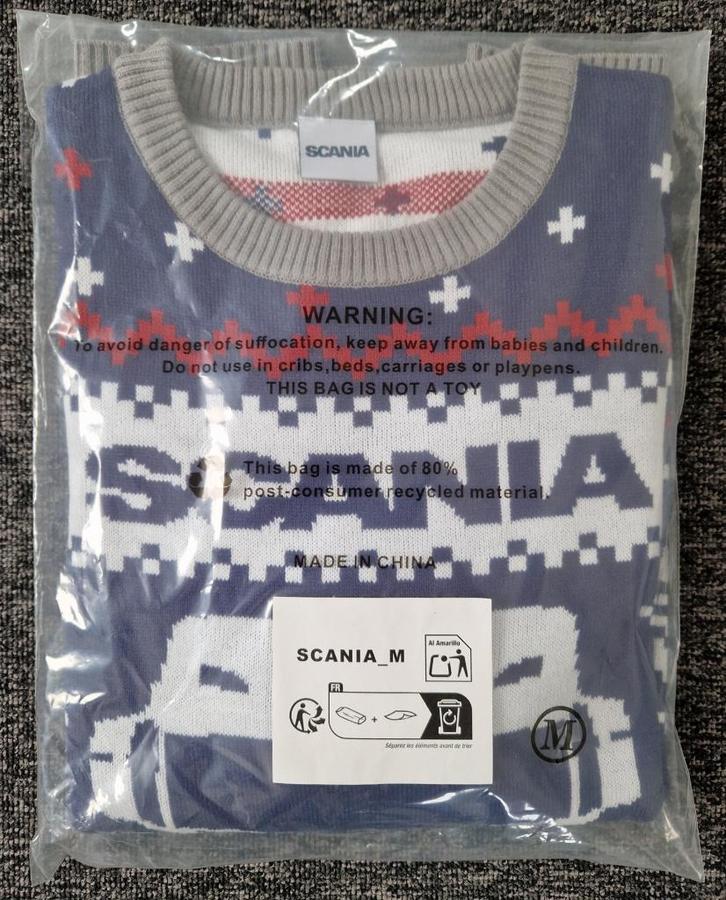 SCANIA
WARNING:
To avoid danger of suffocation, keep away from babies and children.
Do not use in cribs,beds,carriages or playpens.
THIS BAG IS NOT A TOY
SCANIA
This bag is made of 80%
post-consumer recycled material.
MADE IN CHINA
SCANIA_M
Al Amarillo
FR
+
Séparez les éléments avant de trier
M